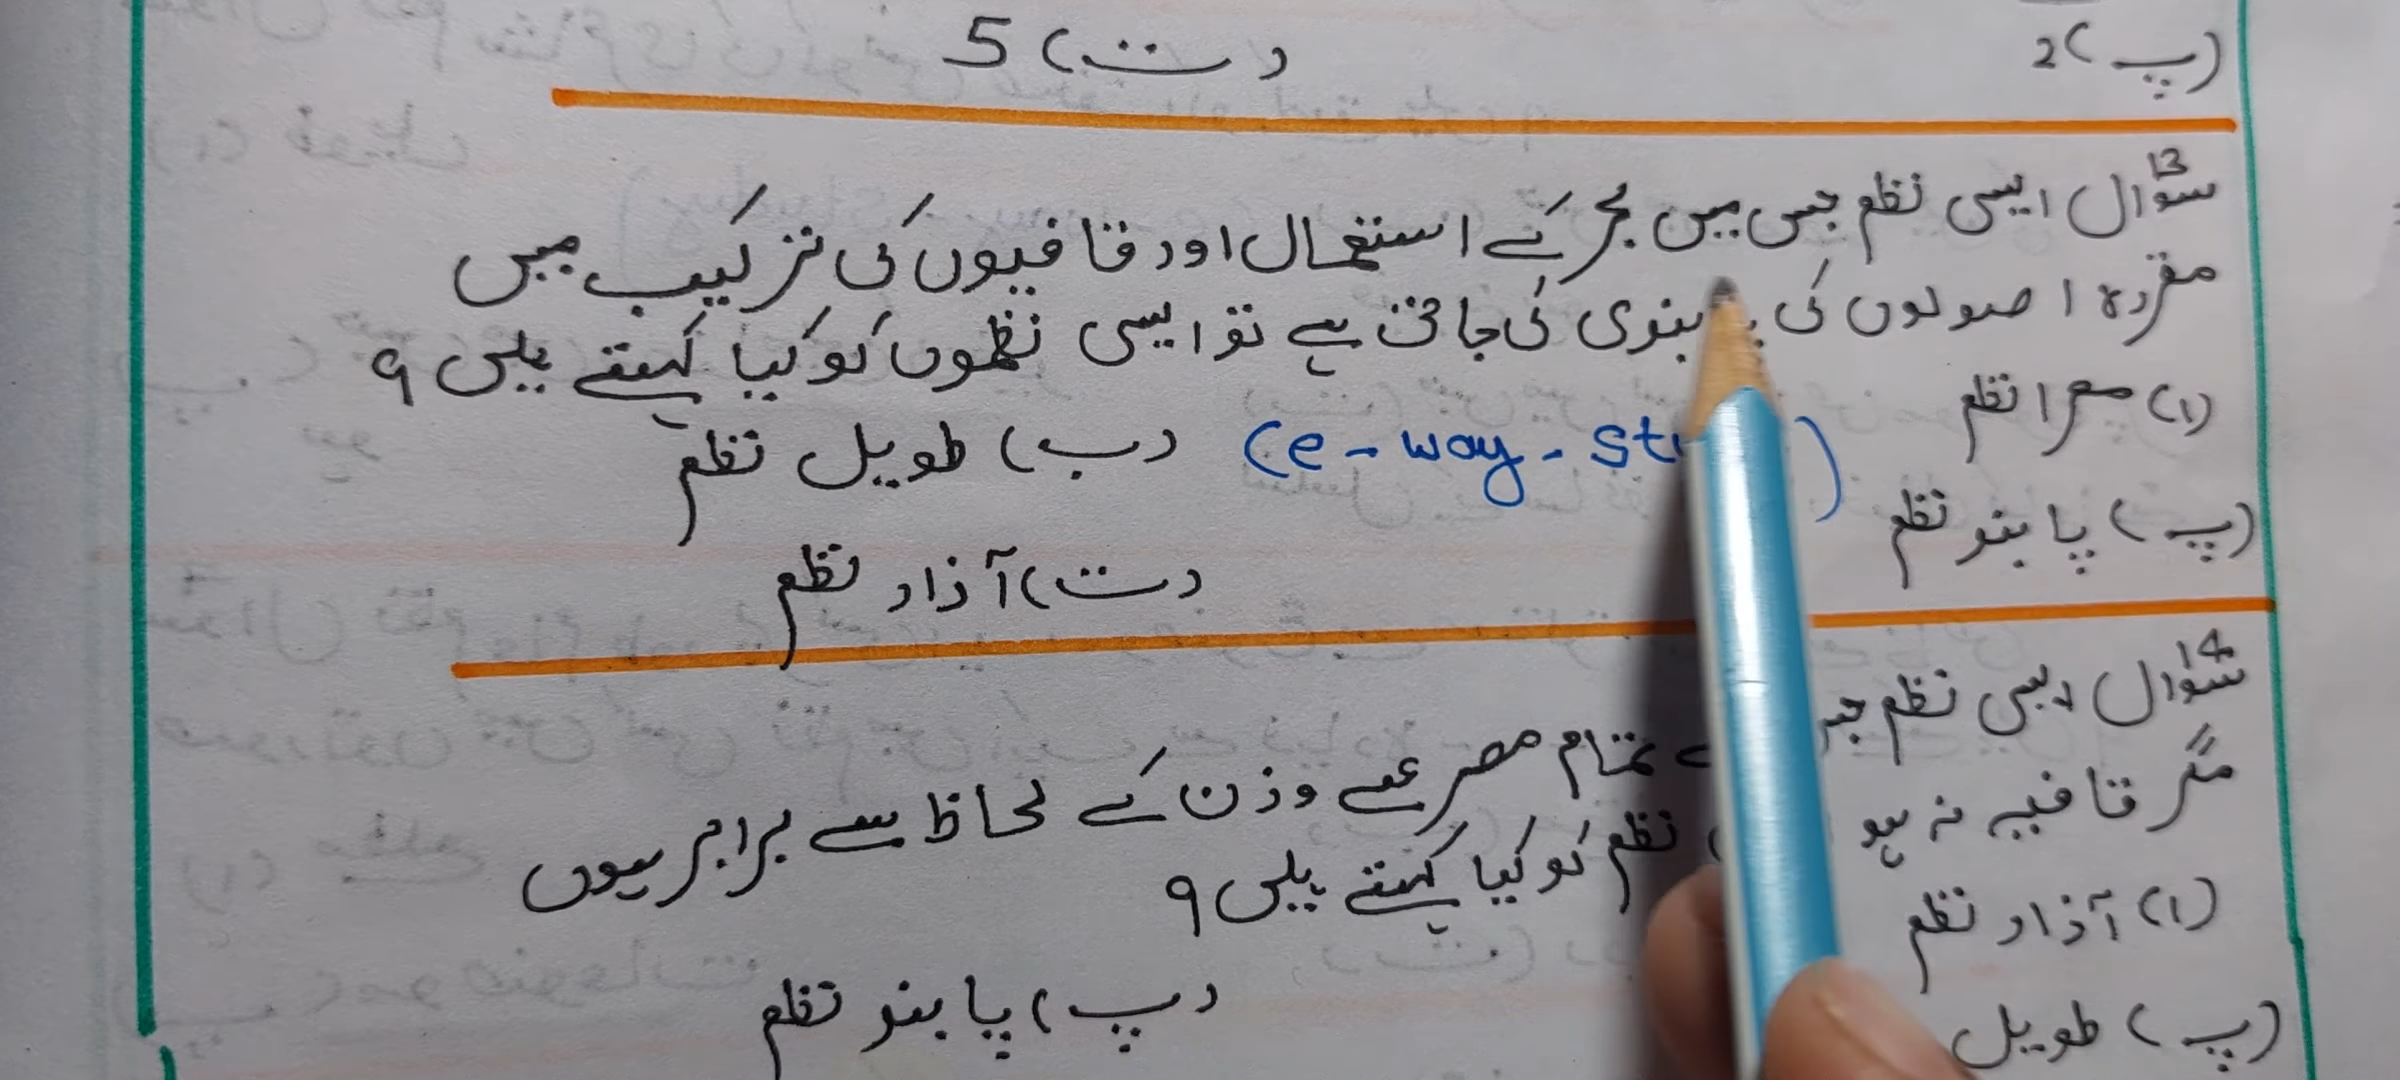 (پ) 2 (ت) 5
سوال 13 ایسی نظم جس میں بحر کے استعمال اور قافیوں کی ترکیب میں
مقررہ اصولوں کی پابندی کی جاتی ہے تو ایسی نظموں کو کیا کہتے ہیں؟
(ا) معرا نظم (e-way-st (ب) طویل نظم
(پ) پابند نظم (ت) آزاد نظم
سوال 14 ایسی نظم تمام مصرعے وزن کے لحاظ سے برابر ہوں
مگر قافیہ نہ ہو نظم کو کیا کہتے ہیں؟
(ا) آزاد نظم (پ) پابند نظم
(پ) طویل